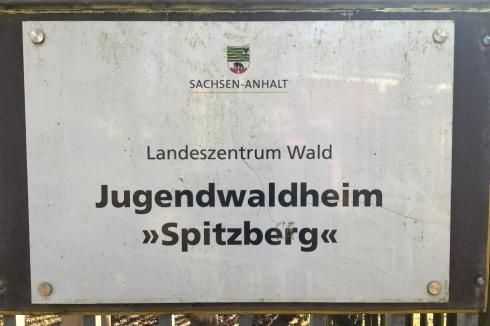 SACHSEN-ANHALT
Landeszentrum Wald
Jugendwaldheim
»Spitzberg«